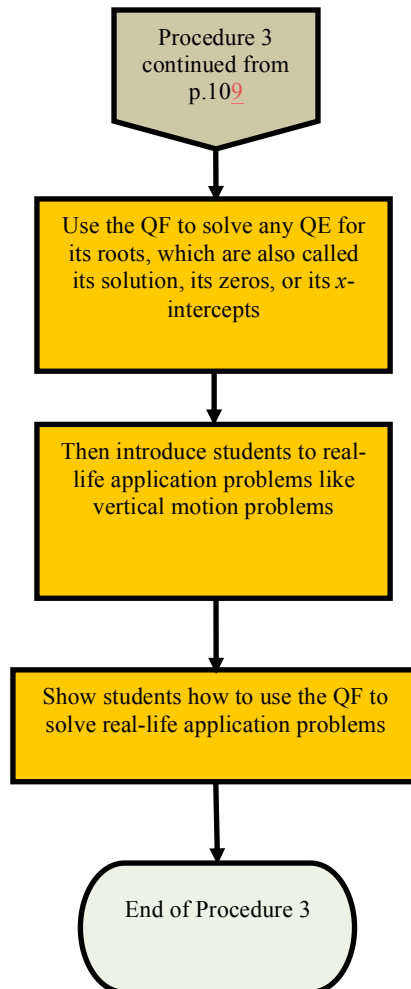 Procedure 3
continued from
p.109
Use the QF to solve any QE for
its roots, which are also called
its solution, its zeros, or its x-
intercepts
Then introduce students to real-
life application problems like
vertical motion problems
Show students how to use the QF to
solve real-life application problems
End of Procedure 3